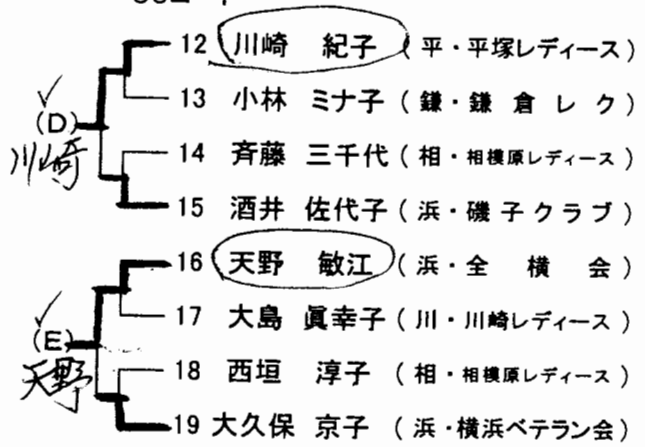 12 川崎 紀子 (平・平塚レディース)
13 小林 ミナ子 (鎌・鎌倉レク)
(D)
川崎
14 斉藤 三千代 (相・相模原レディース)
15 酒井 佐代子 (浜・磯子クラブ)
16 天野 敏江 (浜・全横会)
17 大島 眞幸子 (川・川崎レディース)
(E)
天野
18 西垣 淳子 (相・相模原レディース)
19 大久保 京子 (浜・横浜ベテラン会)